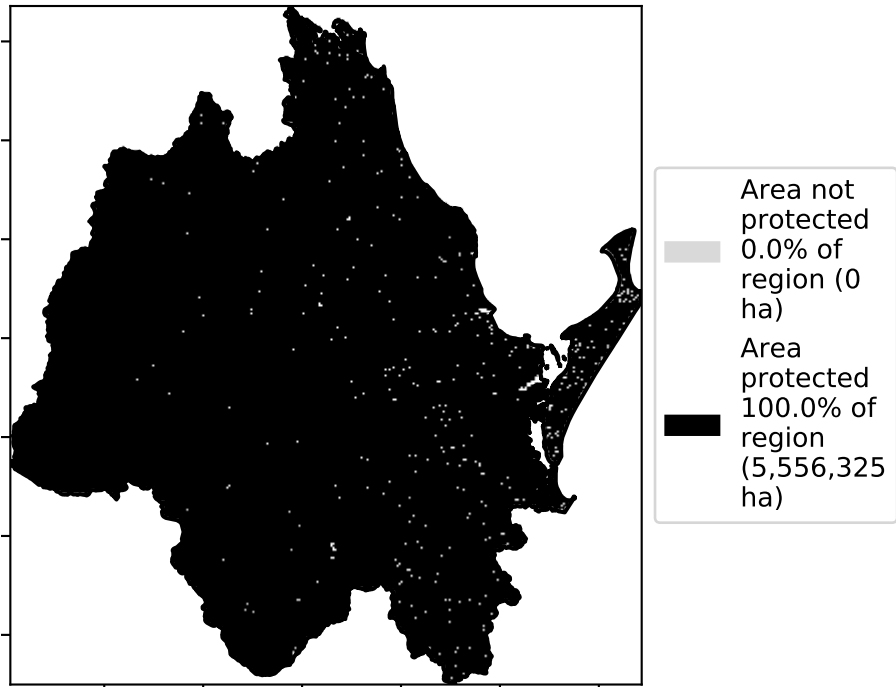 Area not
protected
0.0% of
region (0
ha)
Area
protected
100.0% of
region
(5,556,325
ha)